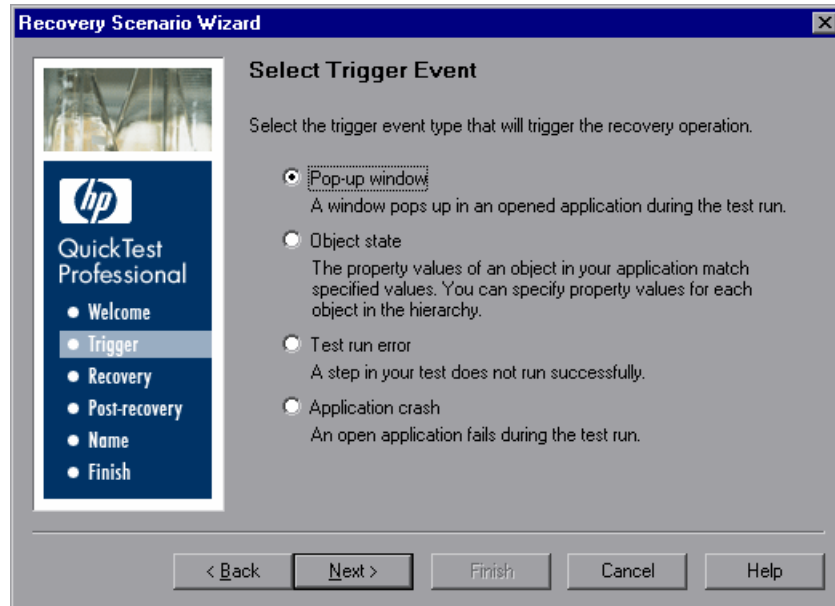 Recovery Scenario Wizard
Select Trigger Event
Select the trigger event type that will trigger the recovery operation.
Pop-up window
A window pops up in an opened application during the test run.
Object state
The property values of an object in your application match
specified values. You can specify property values for each
object in the hierarchy.
Test run error
A step in your test does not run successfully.
Application crash
An open application fails during the test run.
hp
QuickTest
Professional
Welcome
Trigger
Recovery
Post-recovery
Name
Finish
< Back
Next >
Finish
Cancel
Help